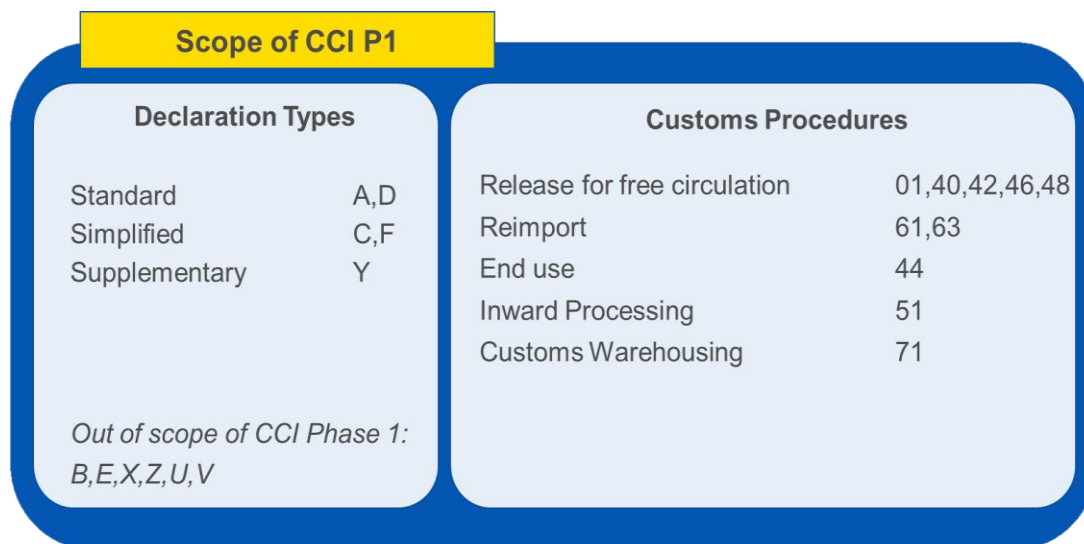 Scope of CCI P1
Declaration Types
Standard A,D
Simplified C,F
Supplementary Y
Out of scope of CCI Phase 1:
B,E,X,Z,U,V
Customs Procedures
Release for free circulation 01,40,42,46,48
Reimport 61,63
End use 44
Inward Processing 51
Customs Warehousing 71